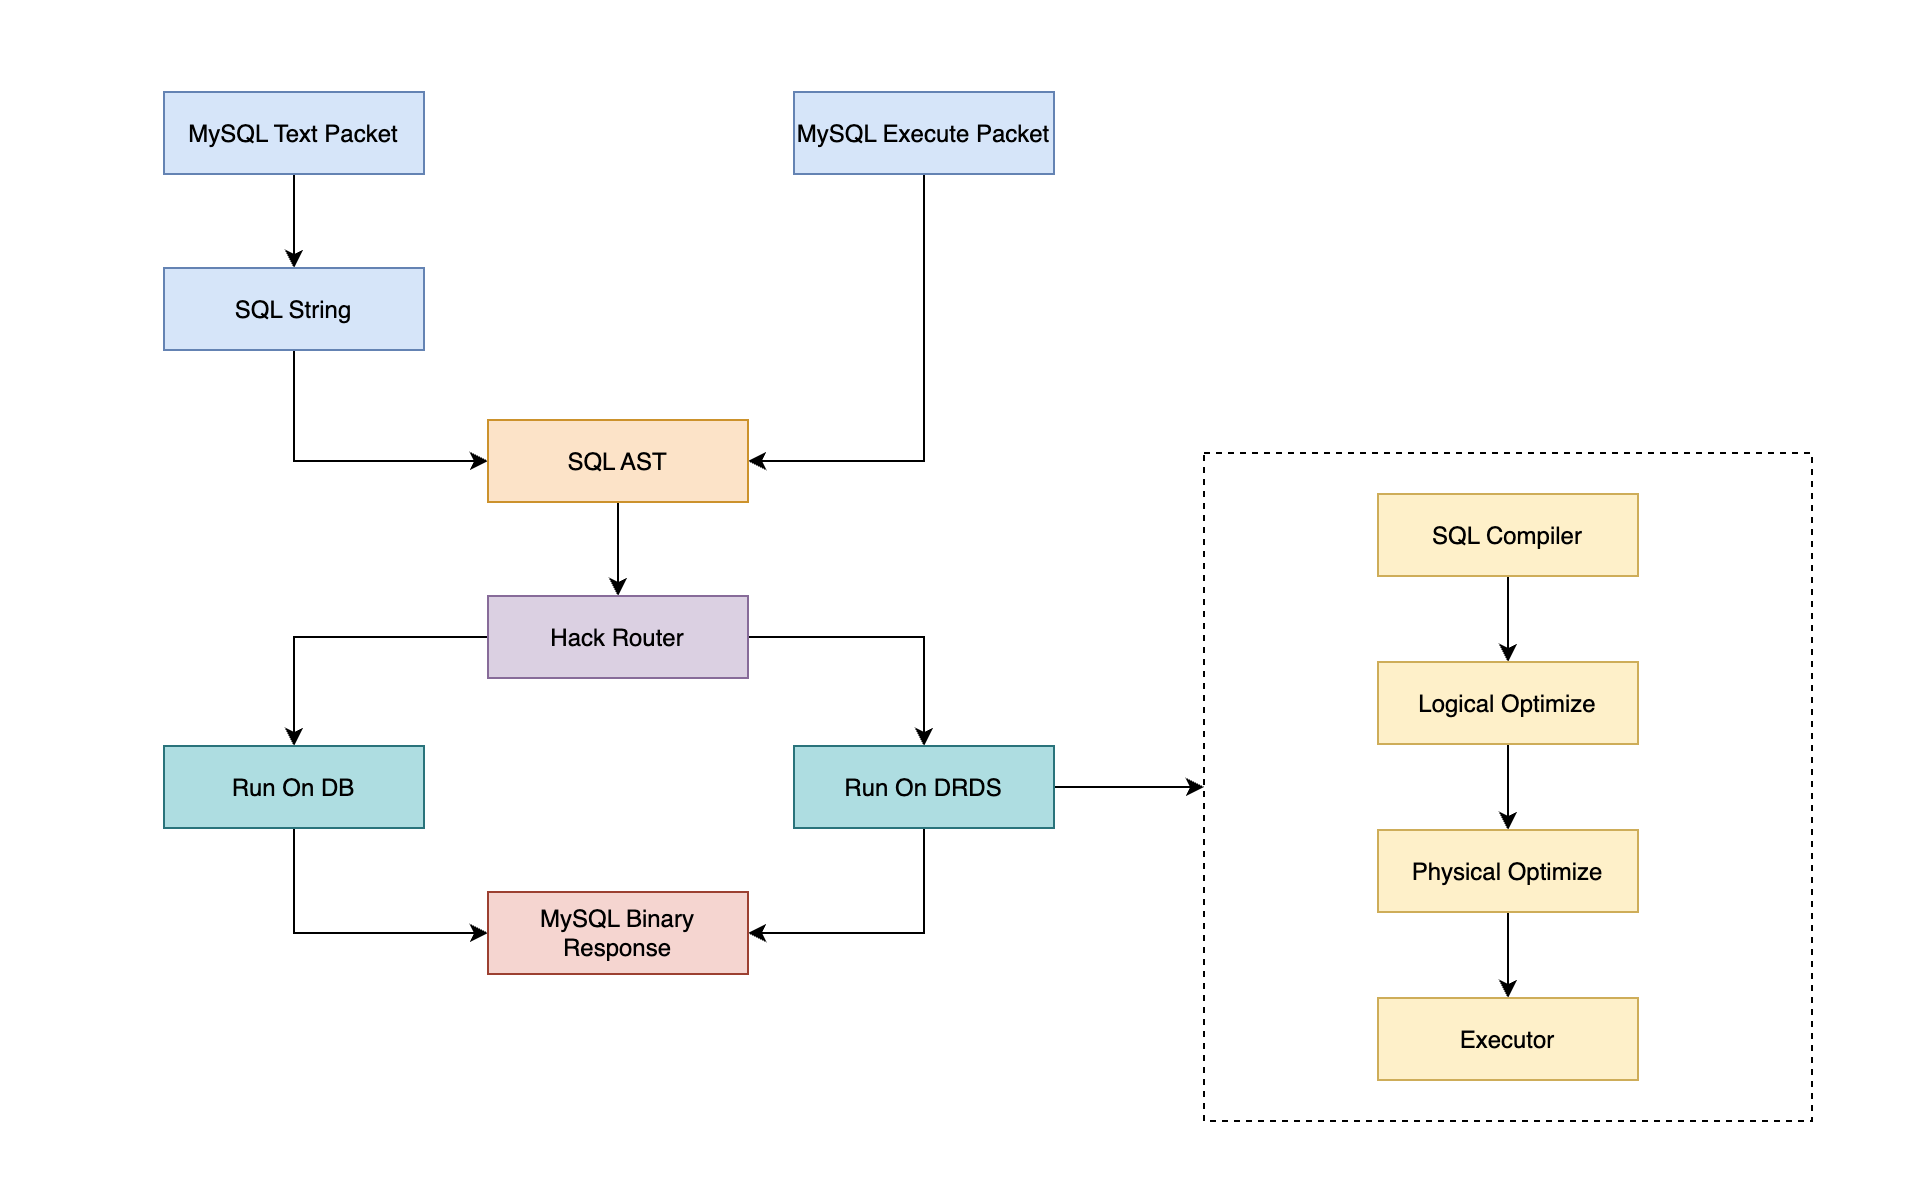 MySQL Text Packet
MySQL Execute Packet
SQL String
SQL AST
Hack Router
Run On DB
Run On DRDS
MySQL Binary
Response
SQL Compiler
Logical Optimize
Physical Optimize
Executor